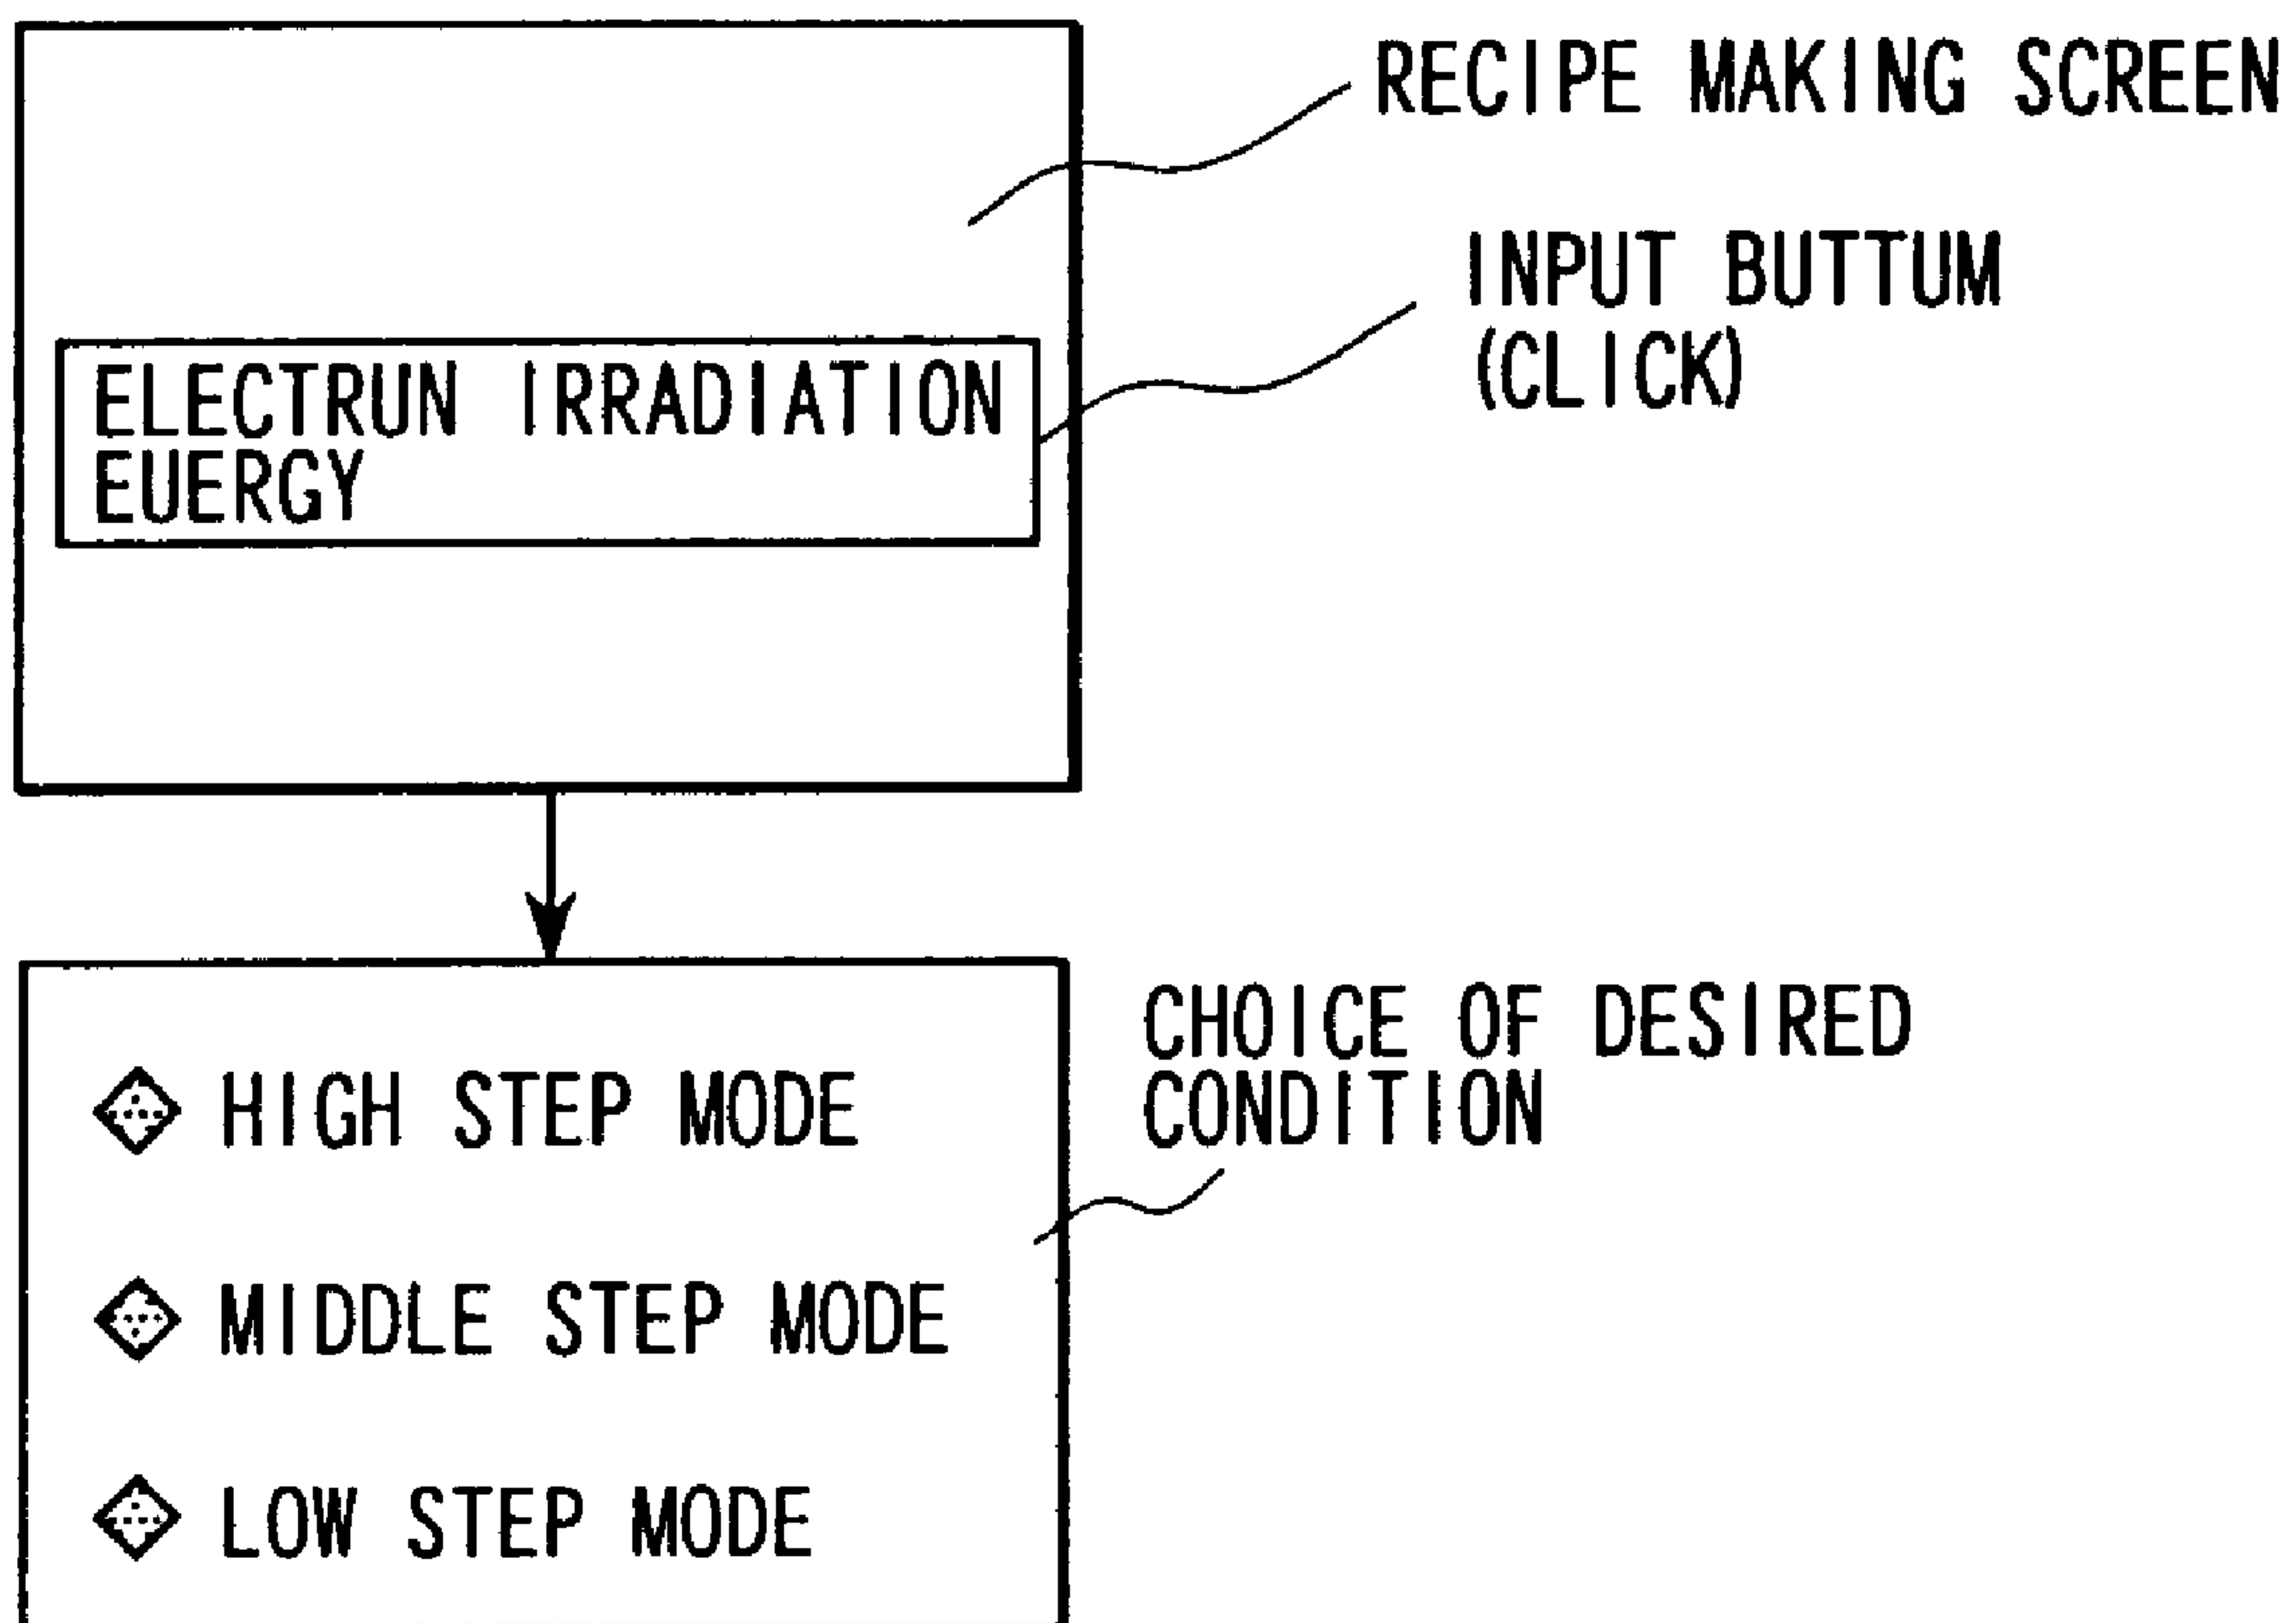 RECIPE MAKING SCREEN
INPUT BUTTUM
(CLICK)
ELECTRUN IRRADIATION
EUERGY
CHOICE OF DESIRED
CONDITION
HIGH STEP MODE
MIDDLE STEP MODE
LOW STEP MODE